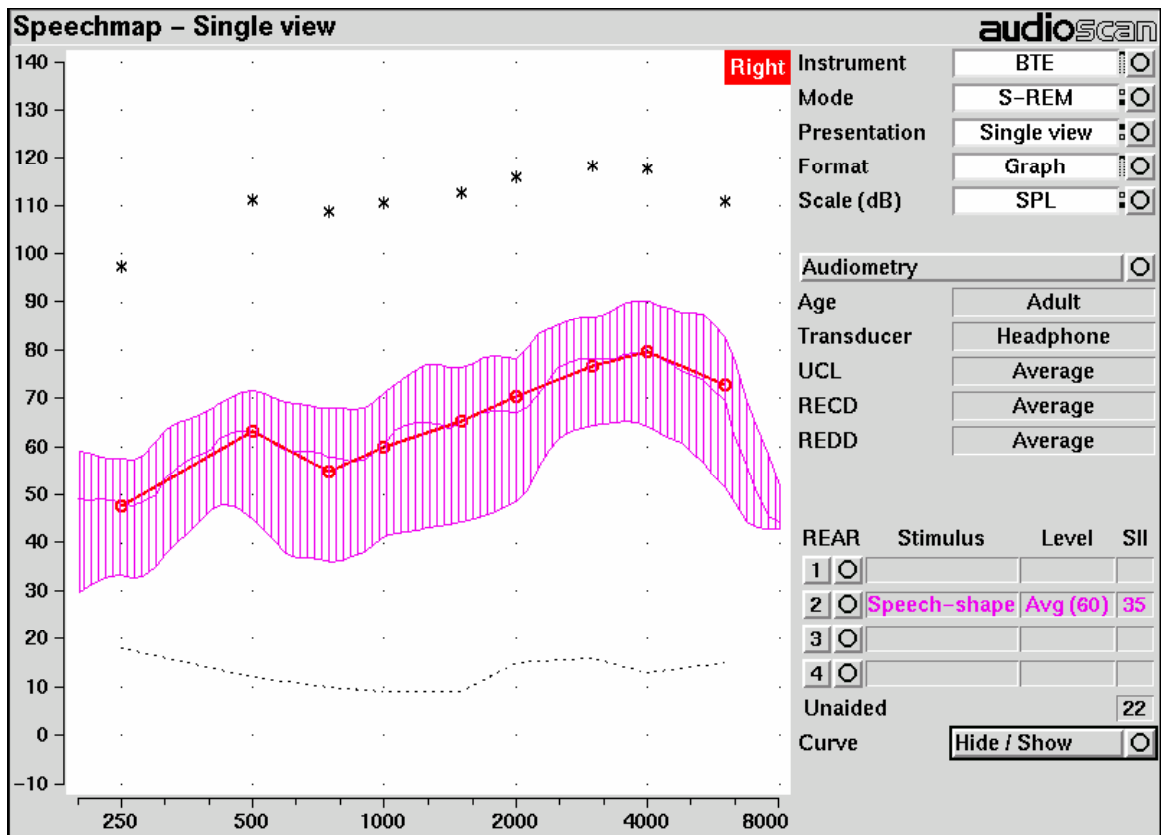 Speechmap – Single view
audioscan
Right
140
130
120
110
100
90
80
70
60
50
40
30
20
10
0
–10
250 500 1000 2000 4000 8000
Instrument BTE
Mode S–REM
Presentation Single view
Format Graph
Scale (dB) SPL
Audiometry
Age Adult
Transducer Headphone
UCL Average
RECD Average
REDD Average
REAR Stimulus Level SII
1
2 Speech–shape Avg (60) 35
3
4
Unaided 22
Curve Hide / Show